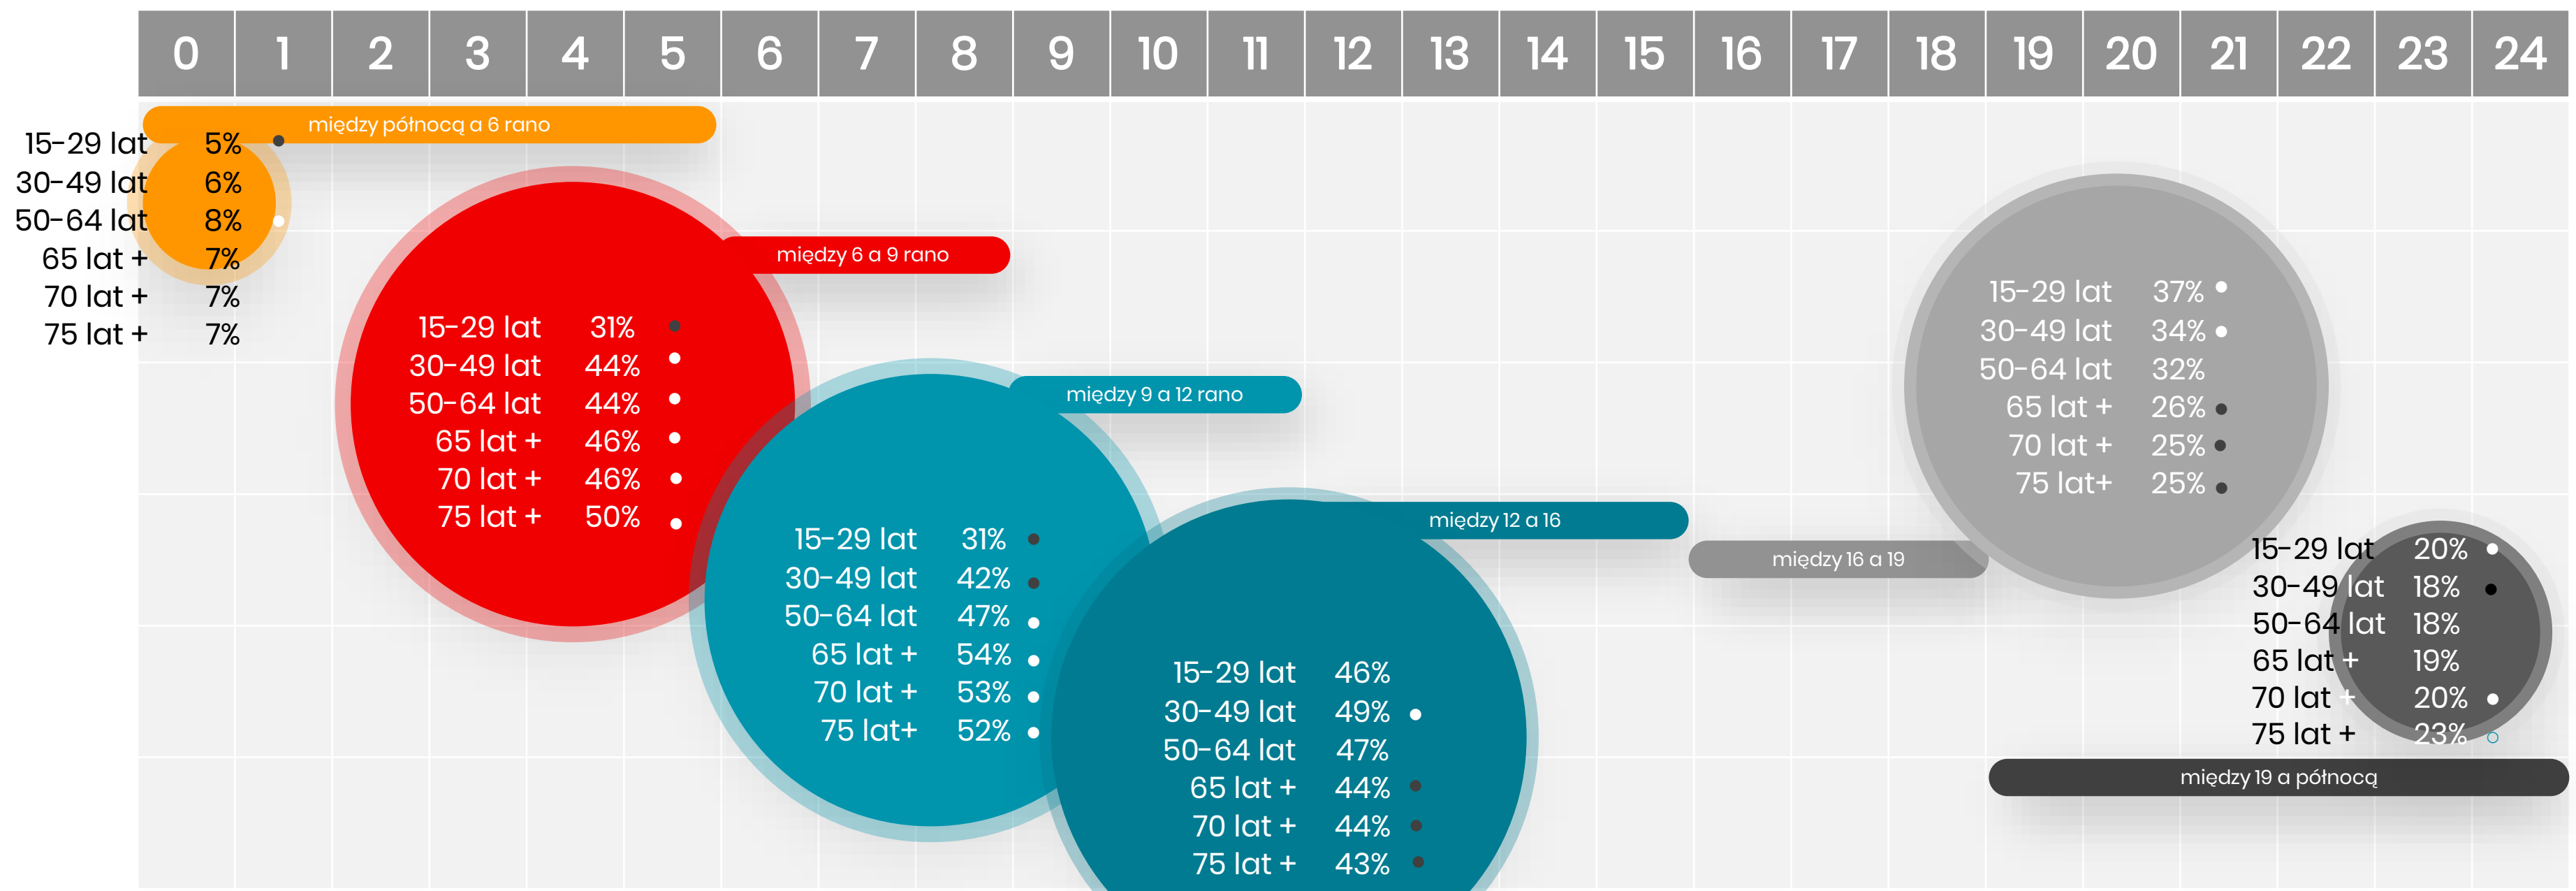 0 1 2 3 4 5 6 7 8 9 10 11 12 13 14 15 16 17 18 19 20 21 22 23 24
między północą a 6 rano
15-29 lat 5%
30-49 lat 6%
50-64 lat 8%
65 lat + 7%
70 lat + 7%
75 lat + 7%
między 6 a 9 rano
15-29 lat 31%
30-49 lat 44%
50-64 lat 44%
65 lat + 46%
70 lat + 46%
75 lat + 50%
między 9 a 12 rano
15-29 lat 31%
30-49 lat 42%
50-64 lat 47%
65 lat + 54%
70 lat + 53%
75 lat+ 52%
między 12 a 16
15-29 lat 46%
30-49 lat 49%
50-64 lat 47%
65 lat + 44%
70 lat + 44%
75 lat + 43%
między 16 a 19
15-29 lat 37%
30-49 lat 34%
50-64 lat 32%
65 lat + 26%
70 lat + 25%
75 lat+ 25%
15-29 lat 20%
30-49 lat 18%
50-64 lat 18%
65 lat + 19%
70 lat + 20%
75 lat + 23%
między 19 a północą